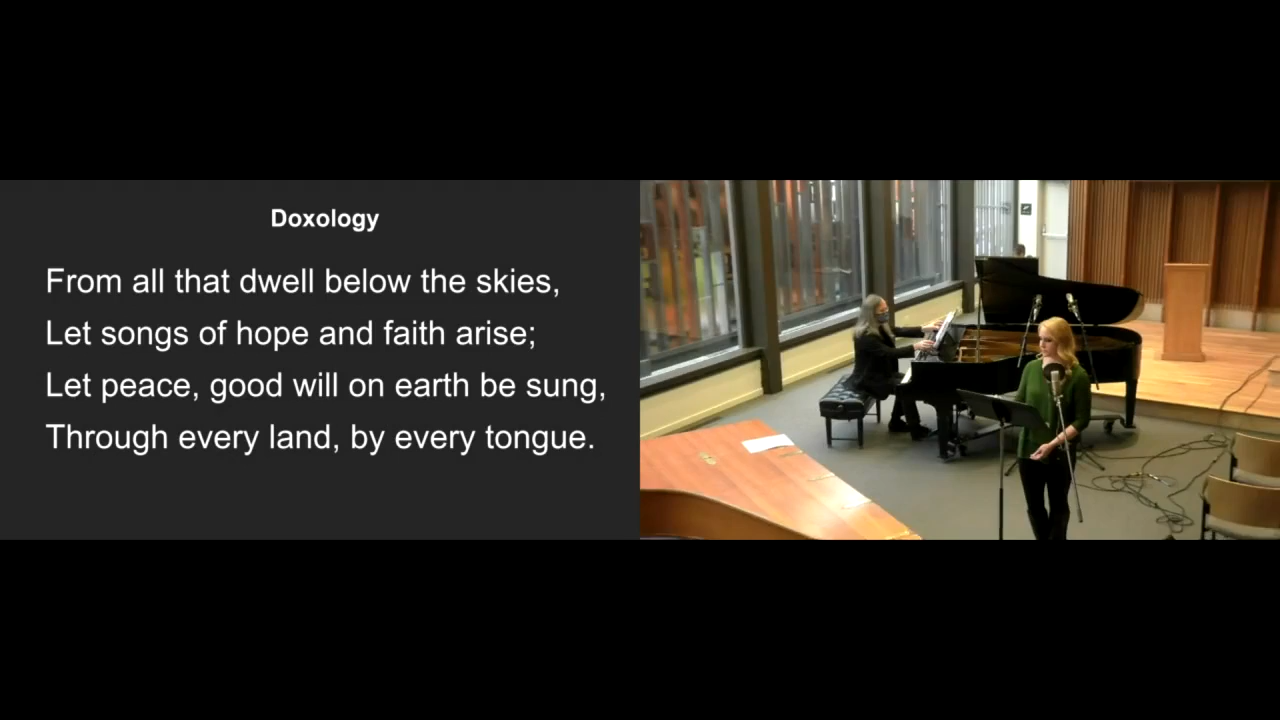 Doxology
From all that dwell below the skies,
Let songs of hope and faith arise;
Let peace, good will on earth be sung,
Through every land, by every tongue.